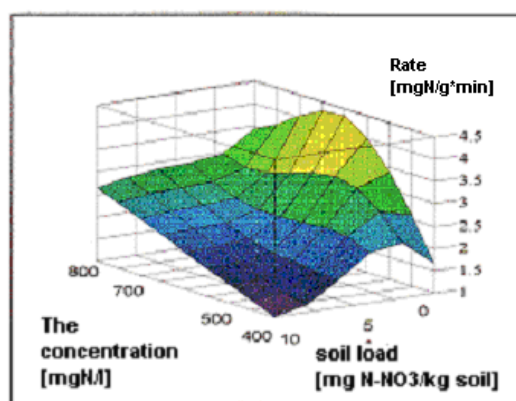 Rate
[mgN/g*min]
4.5
4
3.5
3
2.5
2
1.5
1
800
700
500
400
10
5
0
The
concentration
[mgN/l]
soil load
[mg N-NO3/kg soil]